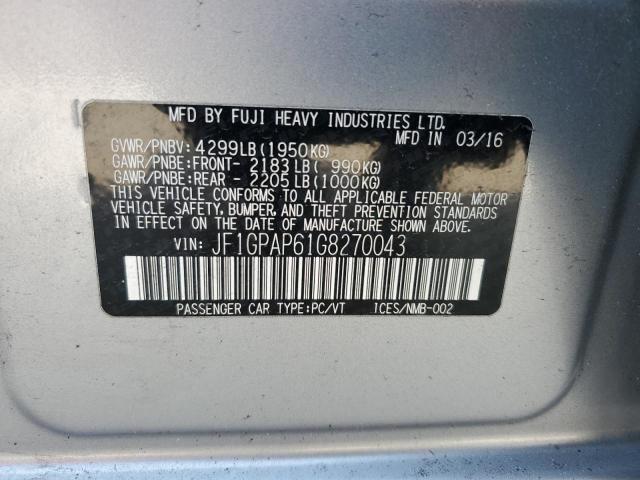 MFD BY FUJI HEAVY INDUSTRIES LTD.
MFD IN 03/16
GVWR/PNBV: 4299LB(1950KG)
GAWR/PNBE:FRONT- 2183LB( 990KG)
GAWR/PNBE:REAR - 2205LB(1000KG)
THIS VEHICLE CONFORMS TO ALL APPLICABLE FEDERAL MOTOR
VEHICLE SAFETY, BUMPER, AND THEFT PREVENTION STANDARDS
IN EFFECT ON THE DATE OF MANUFACTURE SHOWN ABOVE.
VIN: JF1GPAP61G8270043
PASSENGER CAR TYPE:PC/VT ICES/NMB-002